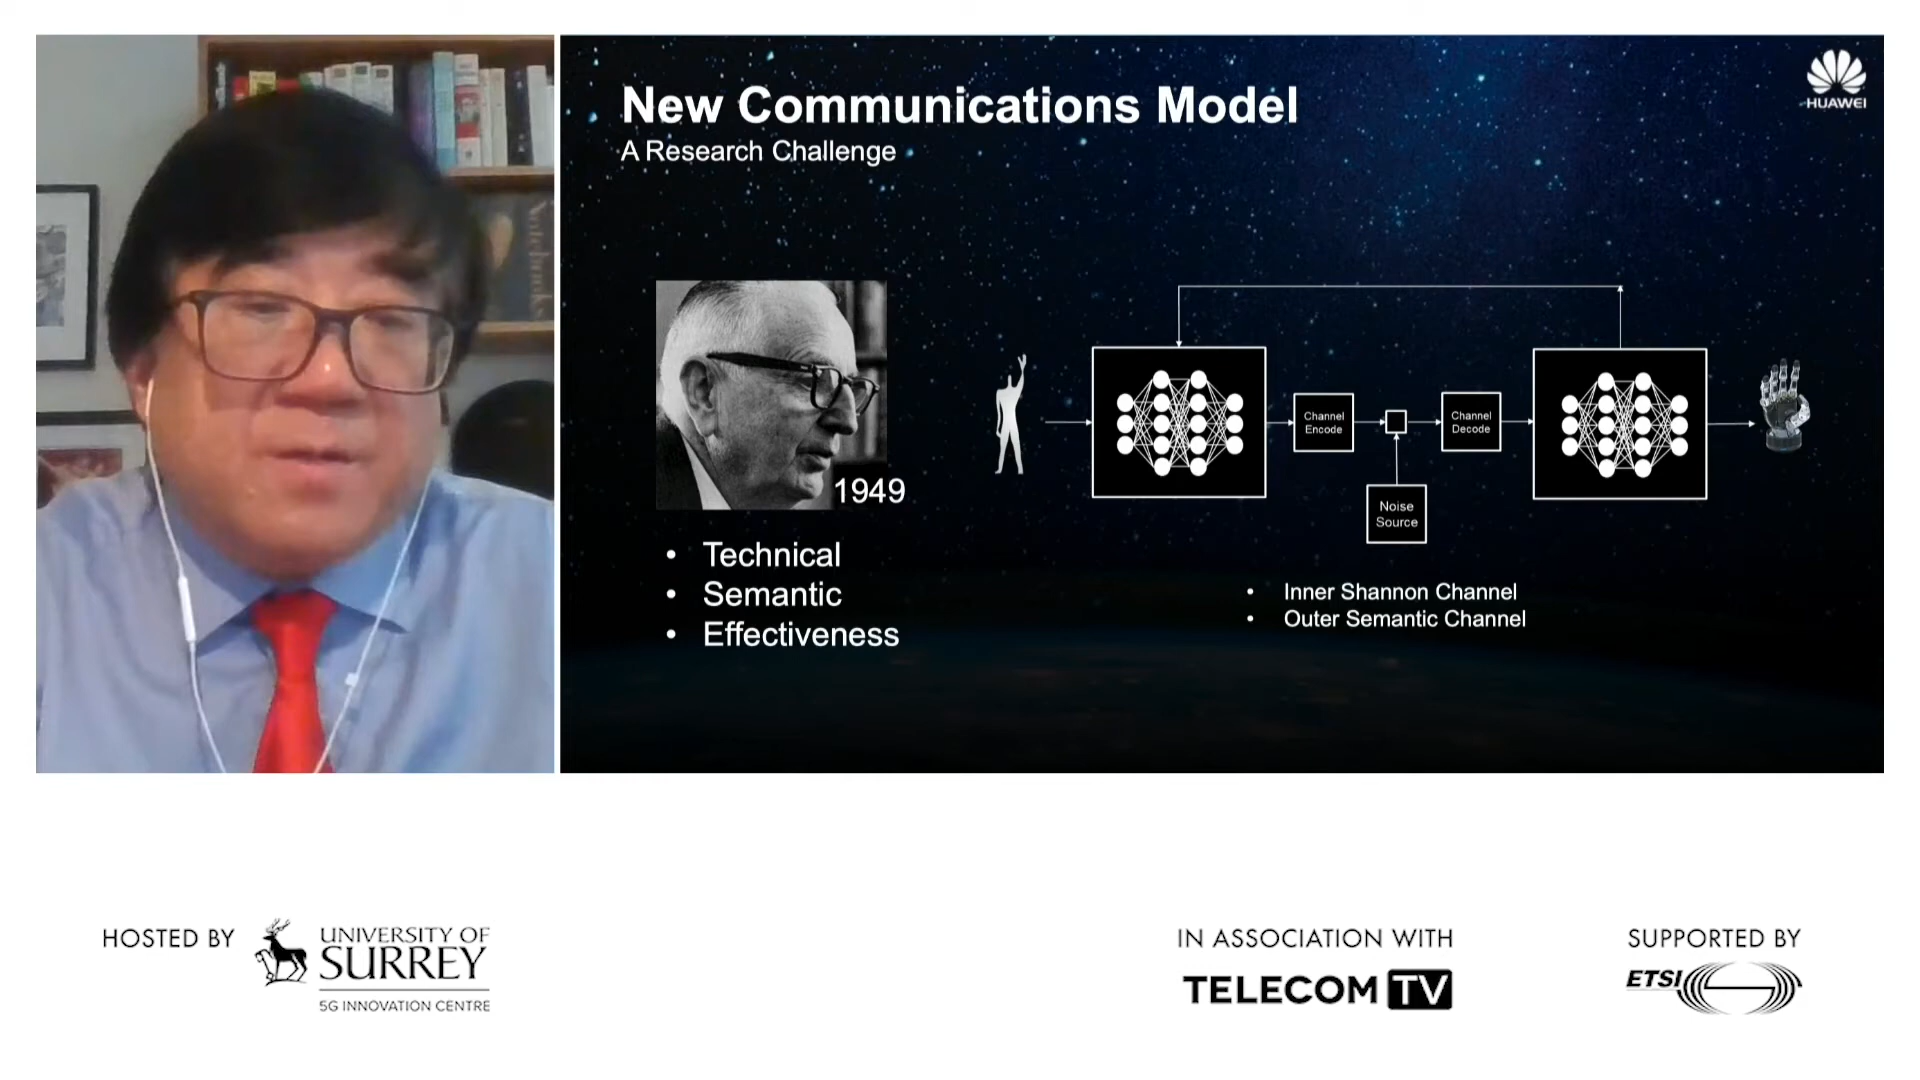 New Communications Model
A Research Challenge
HUAWEI
1949
• Technical
• Semantic
• Effectiveness
Channel
Encode
Channel
Decode
Noise
Source
• Inner Shannon Channel
• Outer Semantic Channel
HOSTED BY
UNIVERSITY OF
SURREY
5G INNOVATION CENTRE
IN ASSOCIATION WITH
TELECOM TV
SUPPORTED BY
ETSI